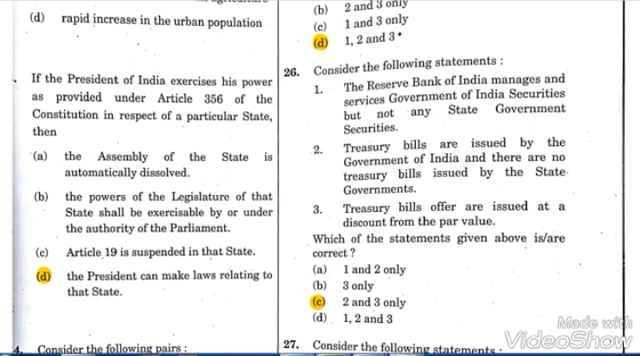 (d) rapid increase in the urban population
If the President of India exercises his power
as provided under Article 356 of the
Constitution in respect of a particular State,
then
(a) the Assembly of the State is
automatically dissolved.
(b) the powers of the Legislature of that
State shall be exercisable by or under
the authority of the Parliament.
(c) Article 19 is suspended in that State.
(d) the President can make laws relating to
that State.
4. Consider the following pairs :
(b) 2 and 3 only
(c) 1 and 3 only
(d) 1, 2 and 3
26. Consider the following statements :
1. The Reserve Bank of India manages and
services Government of India Securities
but not any State Government
Securities.
2. Treasury bills are issued by the
Government of India and there are no
treasury bills issued by the State
Governments.
3. Treasury bills offer are issued at a
discount from the par value.
Which of the statements given above is/are
correct ?
(a) 1 and 2 only
(b) 3 only
(c) 2 and 3 only
(d) 1, 2 and 3
27. Consider the following statements :
Made with
VideoShow